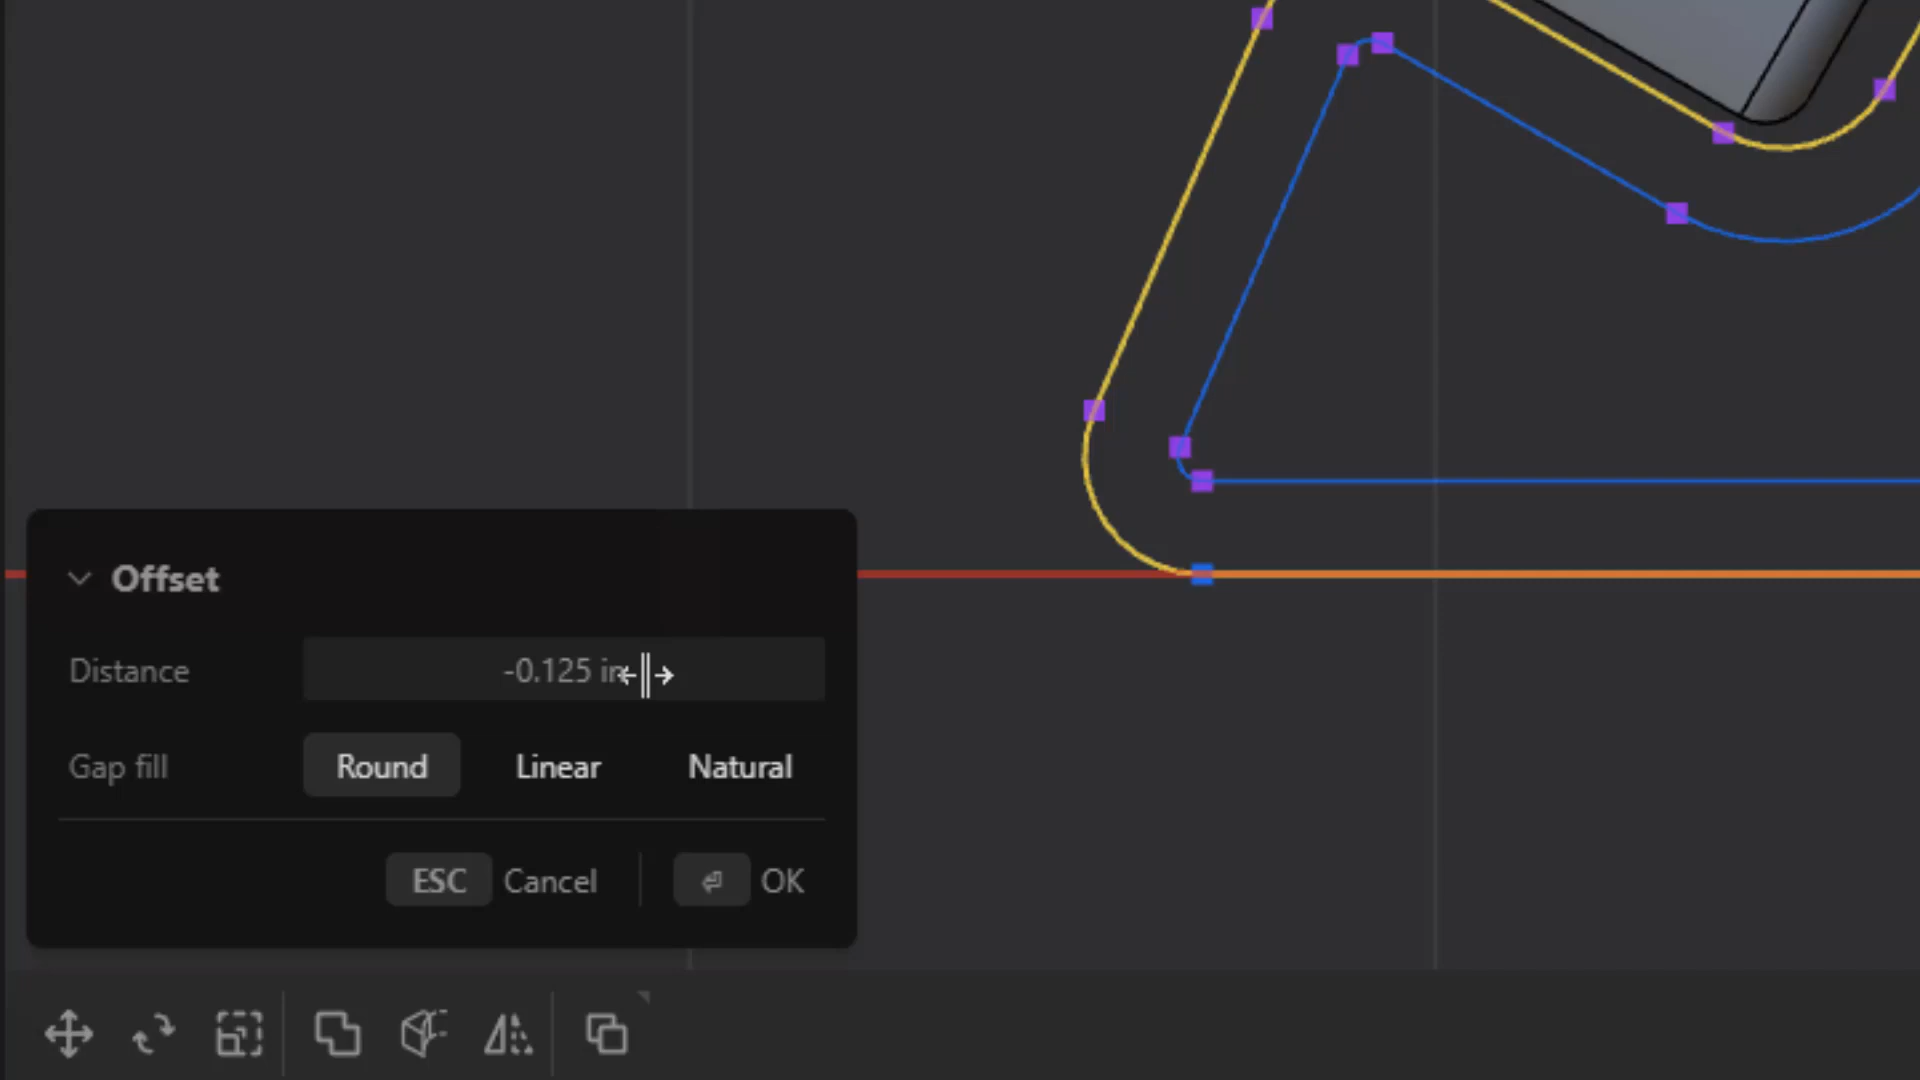 Offset
Distance -0.125 in
Gap fill Round Linear Natural
ESC Cancel OK